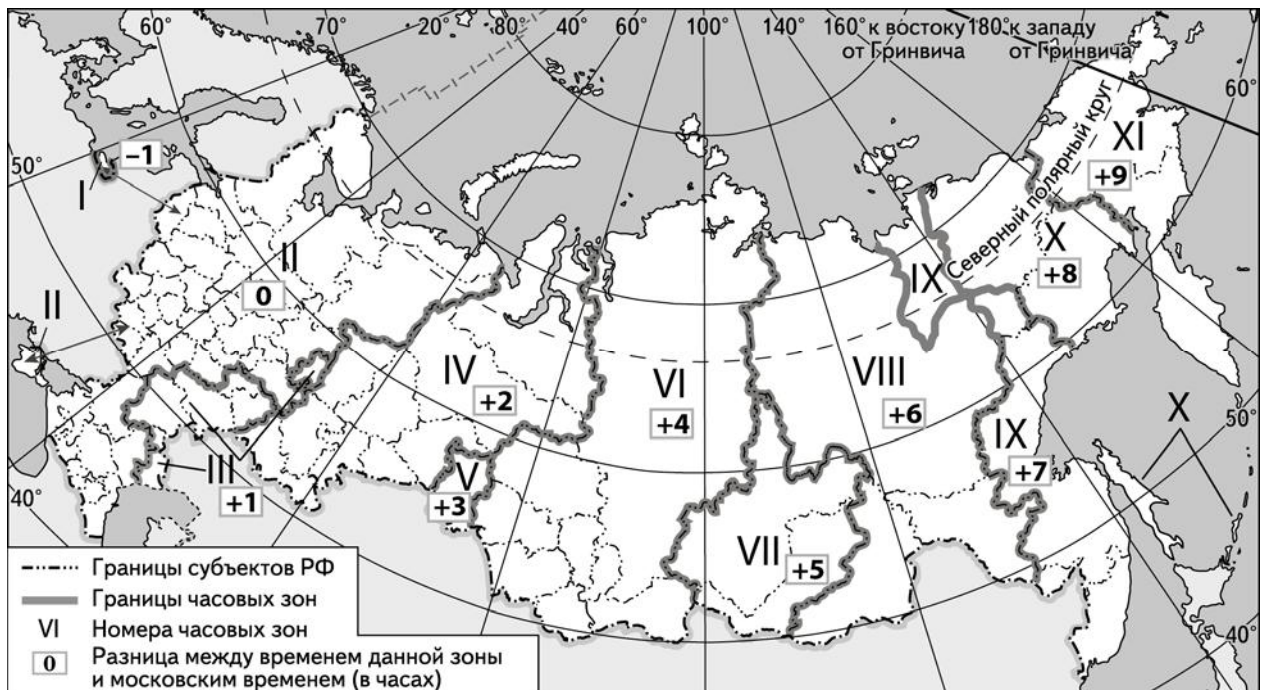 60° 70° 20° 40° 60° 80° 100° 120° 140° 160° к востоку 180° к западу
от Гринвича от Гринвича
60°
Северный полярный круг
50°
–1
I
XI
+9
II
0
X
+8
IX
II
IV
+2
VI
+4
VIII
+6
X
50°
IX
+7
V
+3
III
+1
40°
VII
+5
40°
Границы субъектов РФ
Границы часовых зон
VI Номера часовых зон
0 Разница между временем данной зоны
и московским временем (в часах)